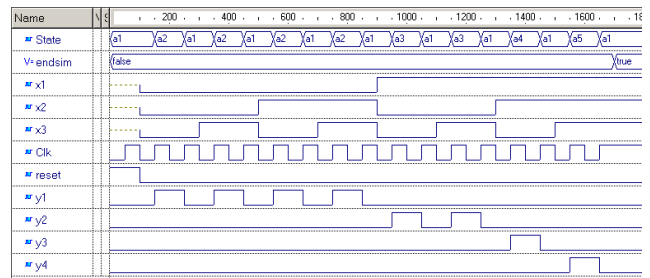 Name V S 200 400 600 800 1000 1200 1400 1600 18
State a1 a2 a1 a2 a1 a2 a1 a2 a1 a3 a1 a3 a1 a4 a1 a5 a1
V= endsim false true
x1
x2
x3
Clk
reset
y1
y2
y3
y4